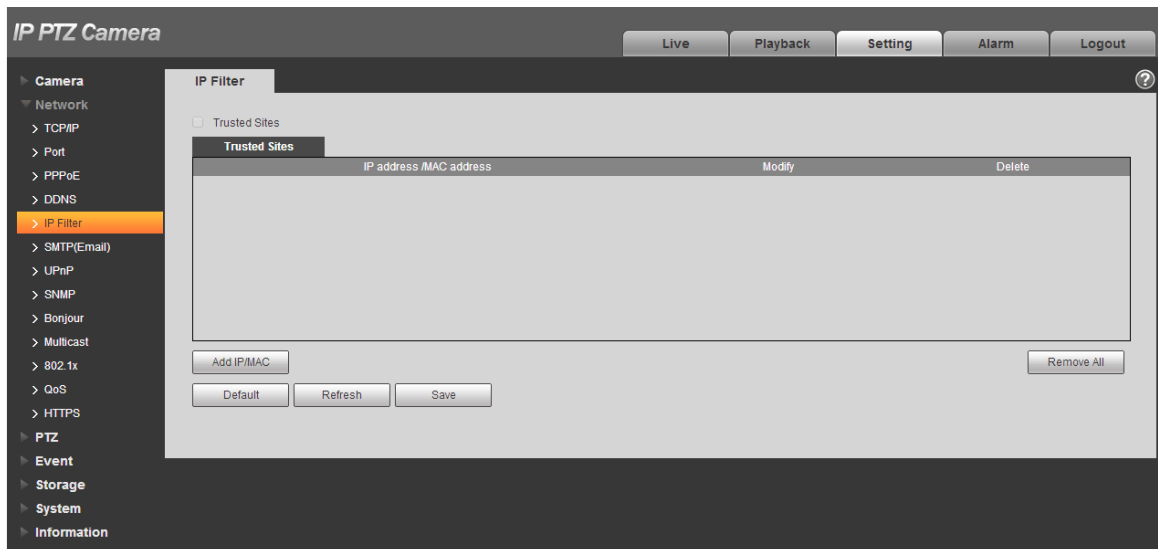 IP PTZ Camera
Live Playback Setting Alarm Logout
Camera
Network
TCP/IP
Port
PPPoE
DDNS
IP Filter
SMTP(Email)
UPnP
SNMP
Bonjour
Multicast
802.1x
QoS
HTTPS
PTZ
Event
Storage
System
Information
IP Filter ?
Trusted Sites
Trusted Sites
IP address /MAC address Modify Delete
Add IP/MAC Remove All
Default Refresh Save